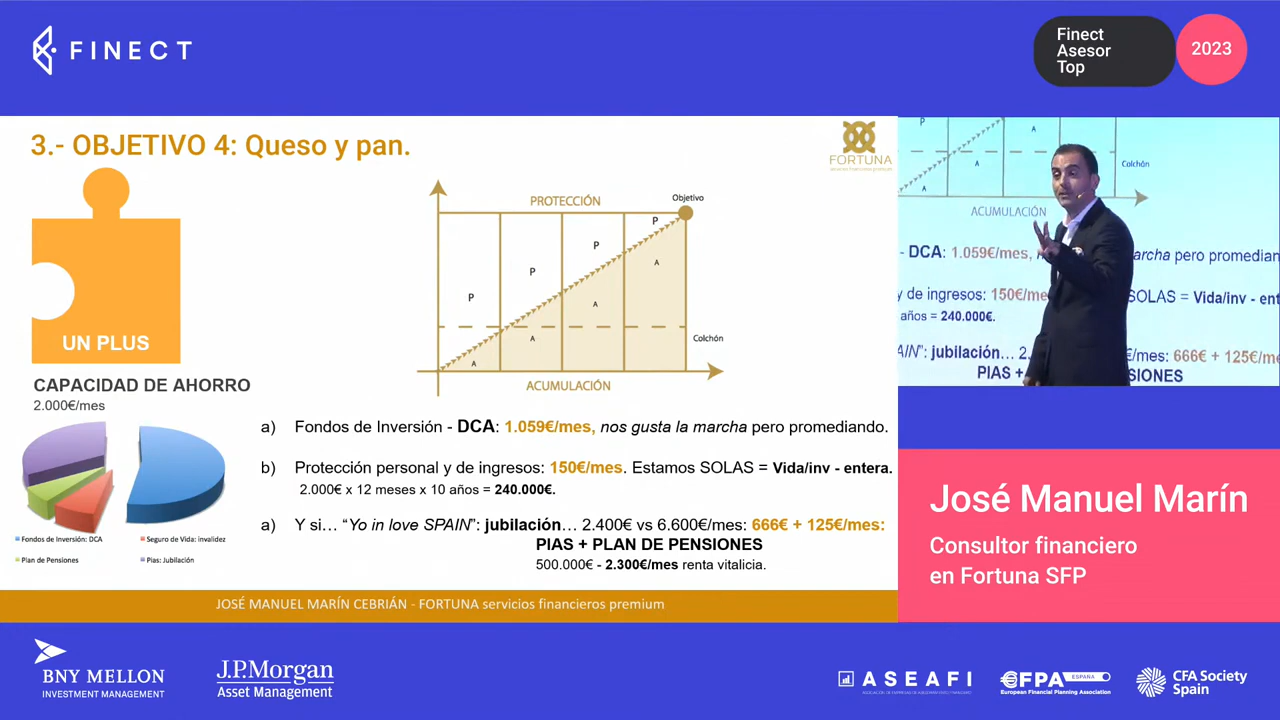 FINECT
Finect
Asesor
Top
2023
3.- OBJETIVO 4: Queso y pan.
FORTUNA
UN PLUS
CAPACIDAD DE AHORRO
2.000€/mes
Fondos de Inversión: DCA
Seguro de Vida: invalidez
Plan de Pensiones
Pias: Jubilación
PROTECCIÓN
Objetivo
P
P
P
P
A
A
A
A
Colchón
ACUMULACIÓN
a) Fondos de Inversión - DCA: 1.059€/mes, nos gusta la marcha pero promediando.
b) Protección personal y de ingresos: 150€/mes. Estamos SOLAS = Vida/inv - entera.
2.000€ x 12 meses x 10 años = 240.000€.
a) Y si… “Yo in love SPAIN”: jubilación… 2.400€ vs 6.600€/mes: 666€ + 125€/mes:
PIAS + PLAN DE PENSIONES
500.000€ - 2.300€/mes renta vitalicia.
JOSÉ MANUEL MARÍN CEBRIÁN - FORTUNA servicios financieros premium
P
A
A
A
Colchón
ACUMULACIÓN
- DCA: 1.059€/mes, marcha pero promedian
y de ingresos: 150€/me SOLAS = Vida/inv - ente
años = 240.000€.
AIN”: jubilación… 2. €/mes: 666€ + 125€/me
PIAS + SIONES
José Manuel Marín
Consultor financiero
en Fortuna SFP
BNY MELLON
INVESTMENT MANAGEMENT
J.P.Morgan
Asset Management
ASEAFI
EFPA ESPAÑA
European Financial Planning Association
CFA Society
Spain